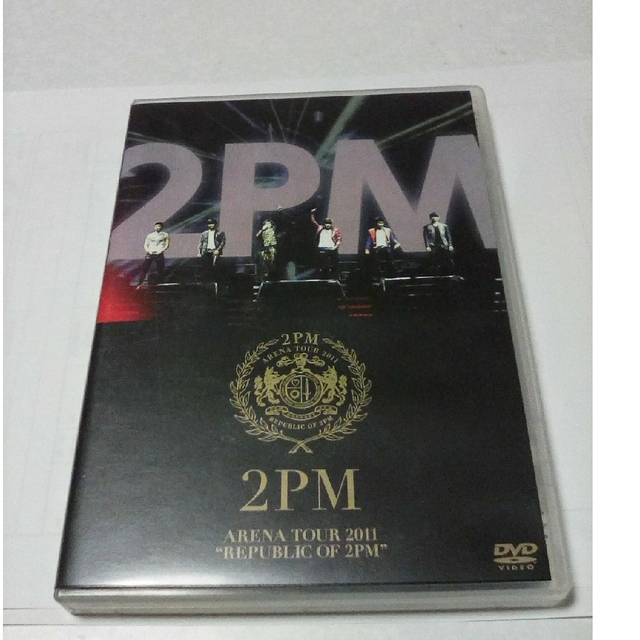 2PM
2PM
ARENA TOUR 2011
REPUBLIC OF 2PM
2PM
ARENA TOUR 2011
“REPUBLIC OF 2PM”
DVD
VIDEO